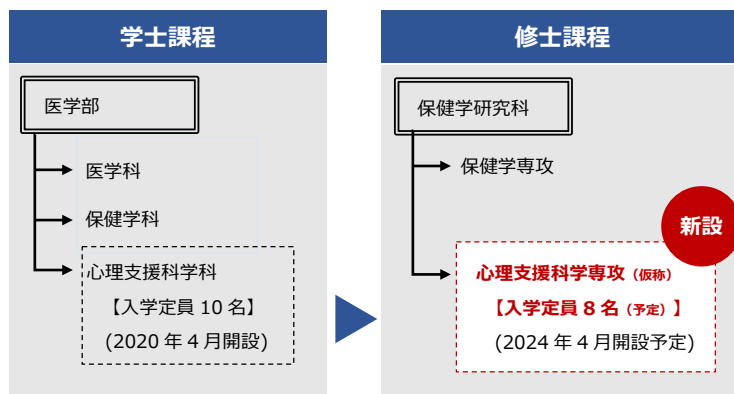 学士課程
医学部
医学科
保健学科
心理支援科学科
【入学定員 10 名】
(2020 年 4 月開設)
修士課程
保健学研究科
保健学専攻
新設
心理支援科学専攻（仮称）
【入学定員 8 名（予定）】
(2024 年 4 月開設予定)